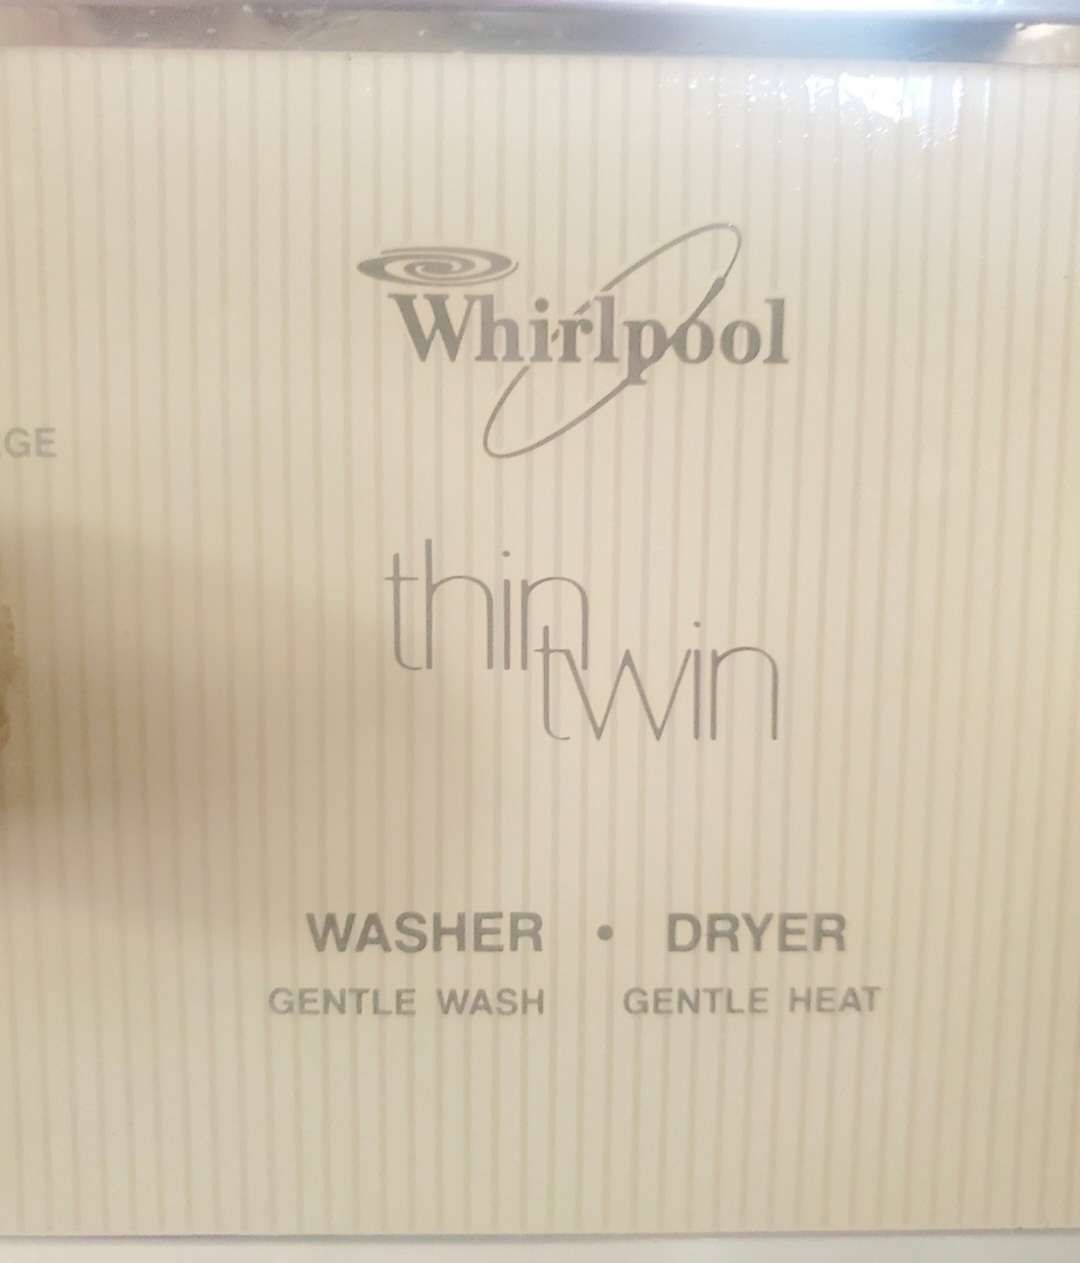 Whirlpool
GE
thin
twin
WASHER • DRYER
GENTLE WASH GENTLE HEAT